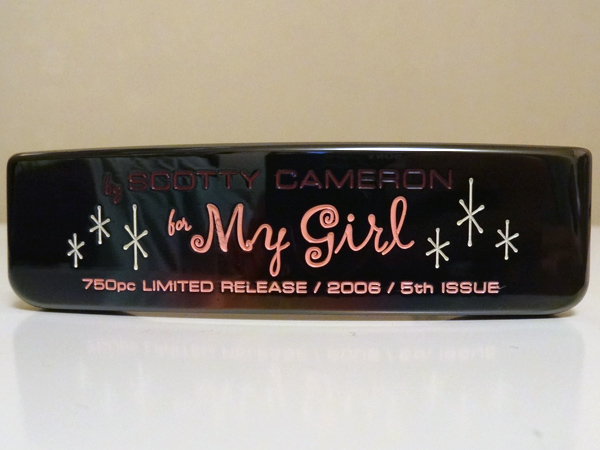 by SCOTTY CAMERON
for My Girl
750pc LIMITED RELEASE / 2006 / 5th ISSUE